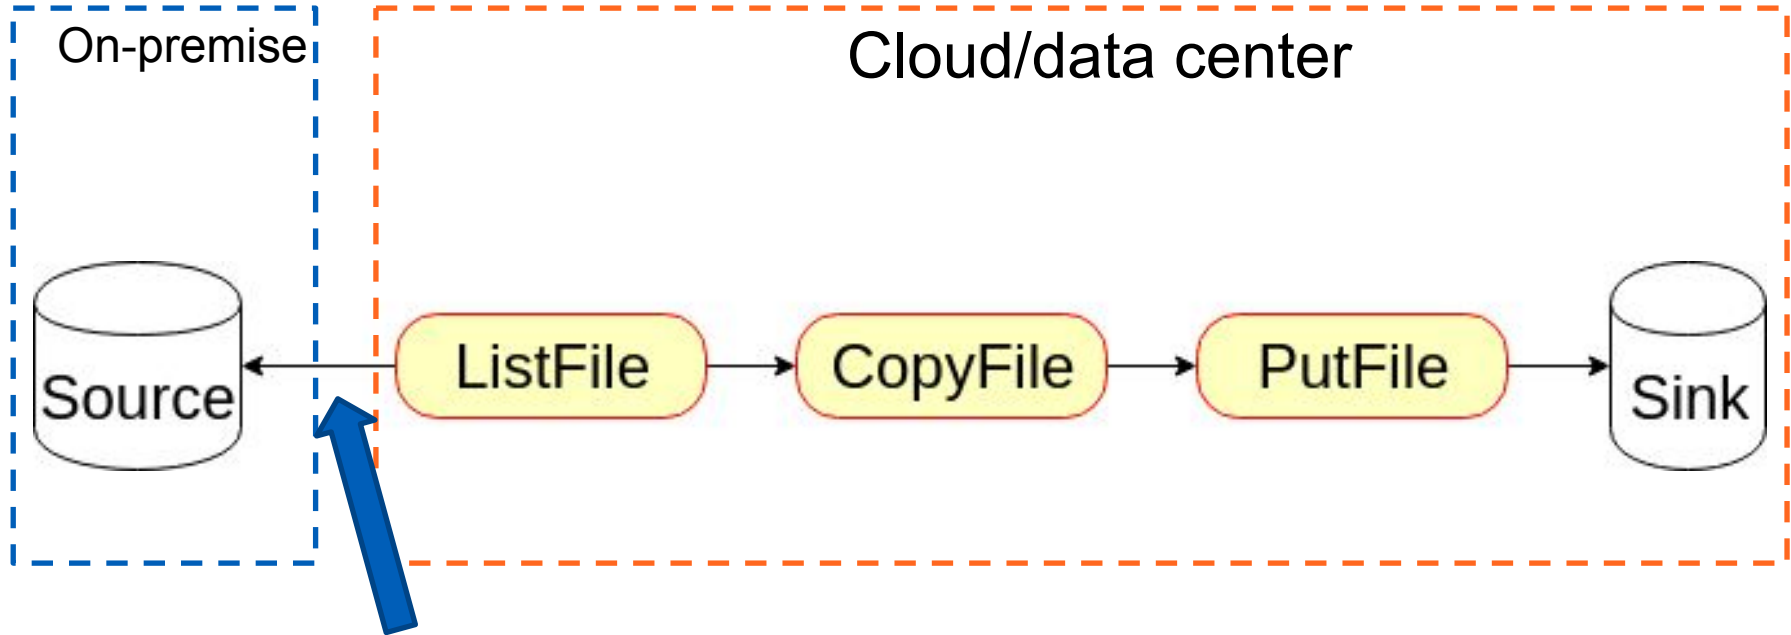 On-premise
Cloud/data center
Source
ListFile
CopyFile
PutFile
Sink